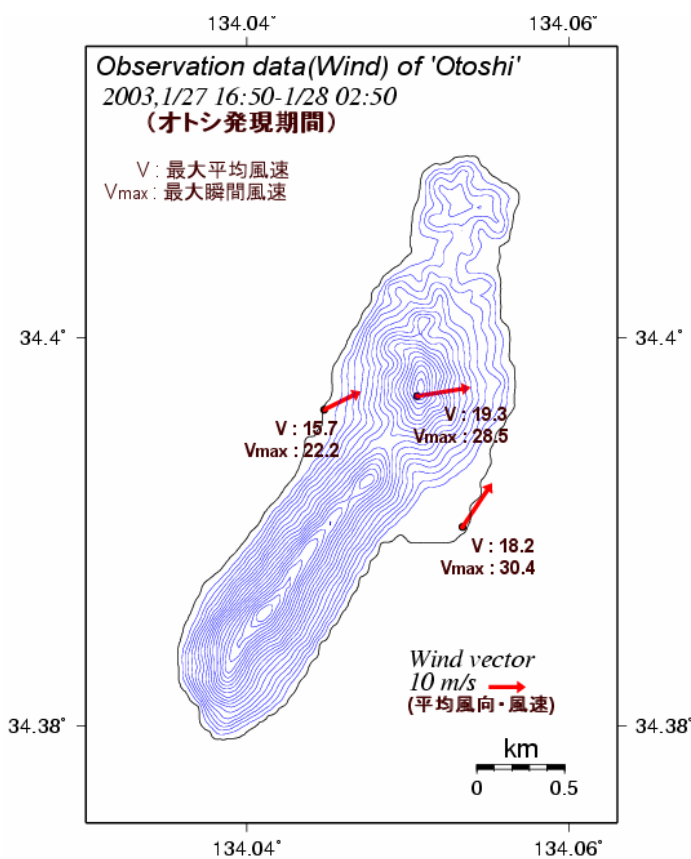 134.04°
134.06°
Observation data(Wind) of 'Otoshi'
2003,1/27 16:50-1/28 02:50
（オトシ発現期間）
V : 最大平均風速
Vmax : 最大瞬間風速
34.4°
34.4°
V : 19.3
Vmax : 28.5
V : 15.7
Vmax : 22.2
V : 18.2
Vmax : 30.4
Wind vector
10 m/s
(平均風向・風速)
34.38°
34.38°
km
0
0.5
134.04°
134.06°